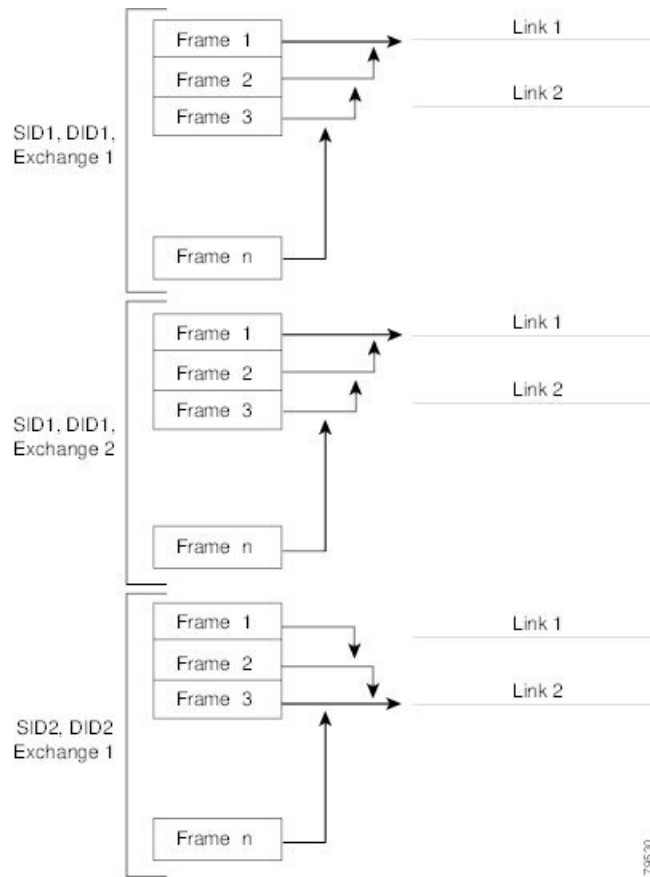 Frame 1
Frame 2
Frame 3
Frame n
SID1, DID1,
Exchange 1
Link 1
Link 2
Frame 1
Frame 2
Frame 3
Frame n
SID1, DID1,
Exchange 2
Link 1
Link 2
Frame 1
Frame 2
Frame 3
Frame n
SID2, DID2
Exchange 1
Link 1
Link 2
79530